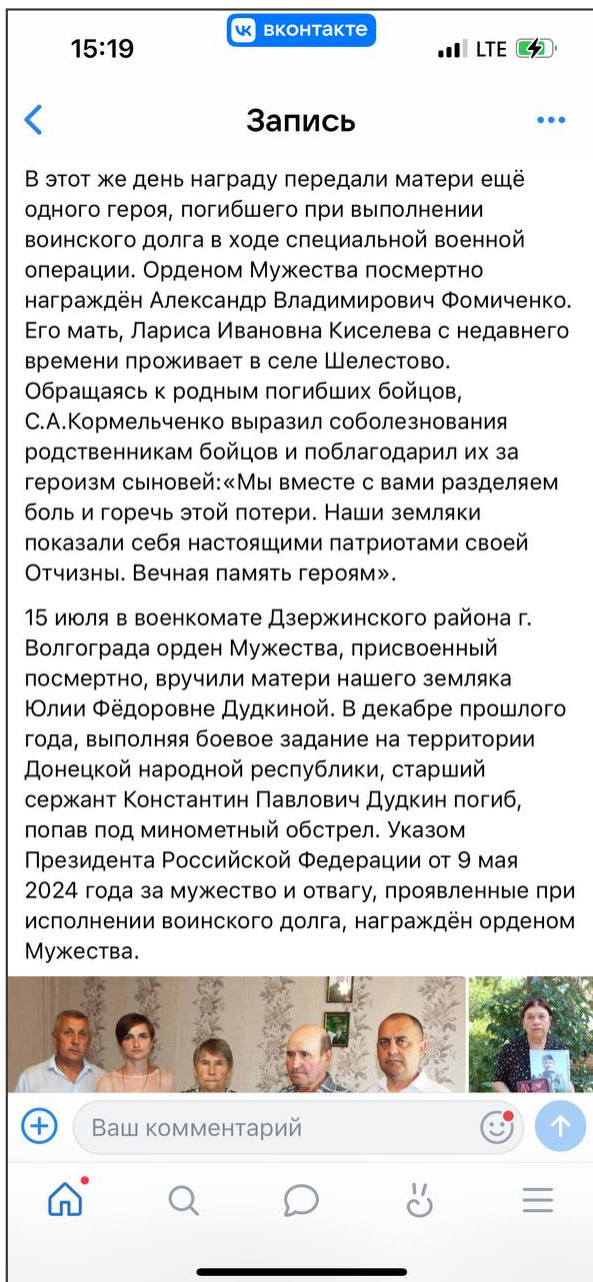 15:19
вконтакте
LTE
Запись
В этот же день награду передали матери ещё
одного героя, погибшего при выполнении
воинского долга в ходе специальной военной
операции. Орденом Мужества посмертно
награждён Александр Владимирович Фомиченко.
Его мать, Лариса Ивановна Киселева с недавнего
времени проживает в селе Шелестово.
Обращаясь к родным погибших бойцов,
С.А.Кормельченко выразил соболезнования
родственникам бойцов и поблагодарил их за
героизм сыновей:«Мы вместе с вами разделяем
боль и горечь этой потери. Наши земляки
показали себя настоящими патриотами своей
Отчизны. Вечная память героям».
15 июля в военкомате Дзержинского района г.
Волгограда орден Мужества, присвоенный
посмертно, вручили матери нашего земляка
Юлии Фёдоровне Дудкиной. В декабре прошлого
года, выполняя боевое задание на территории
Донецкой народной республики, старший
сержант Константин Павлович Дудкин погиб,
попав под минометный обстрел. Указом
Президента Российской Федерации от 9 мая
2024 года за мужество и отвагу, проявленные при
исполнении воинского долга, награждён орденом
Мужества.
Ваш комментарий